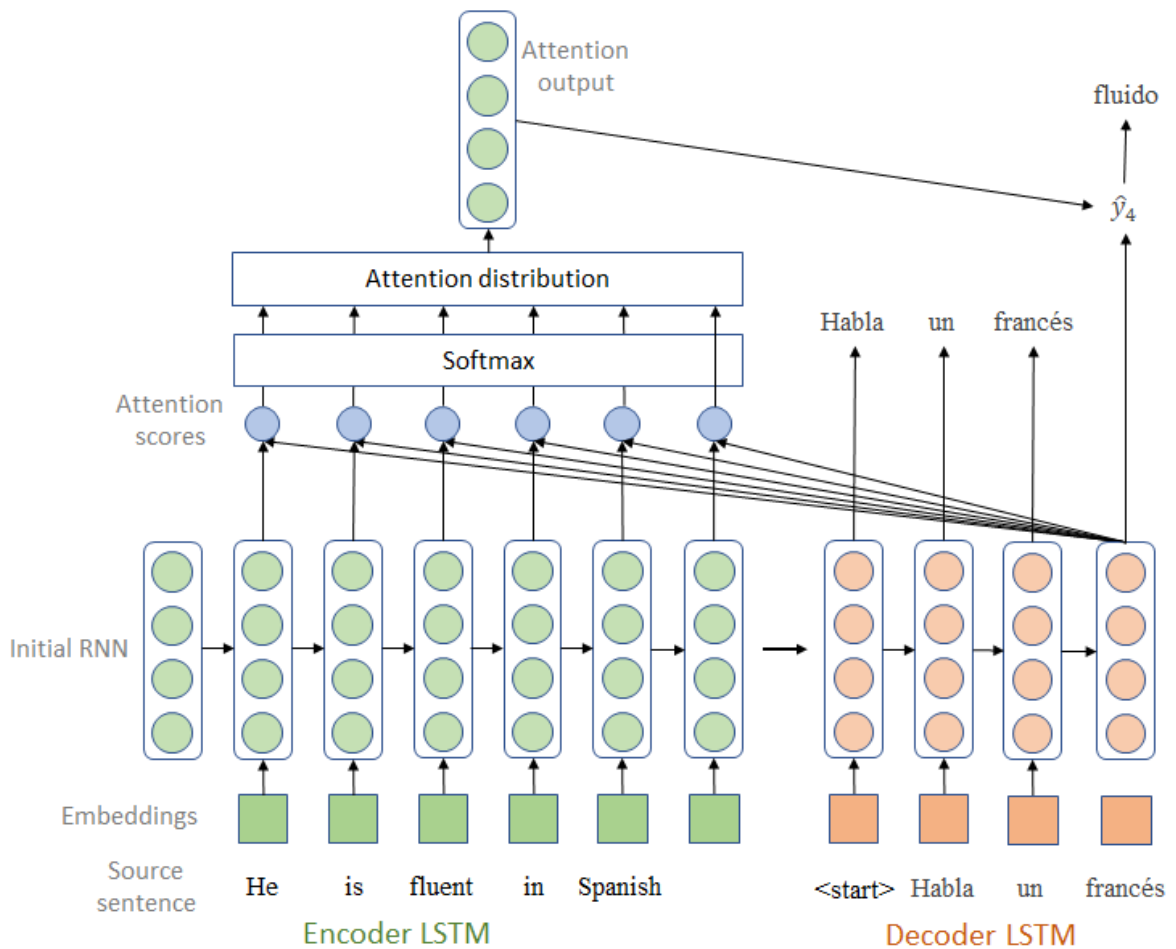 Attention
output
fluido
ŷ₄
Attention distribution
Habla un francés
Softmax
Attention
scores
Initial RNN
Embeddings
Source
sentence
He is fluent in Spanish <start> Habla un francés
Encoder LSTM Decoder LSTM